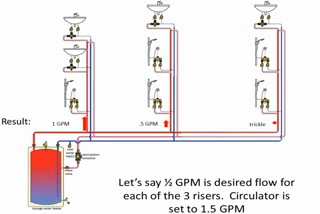 Result:
1 GPM
.5 GPM
trickle
Let's say ½ GPM is desired flow for
each of the 3 risers. Circulator is
set to 1.5 GPM